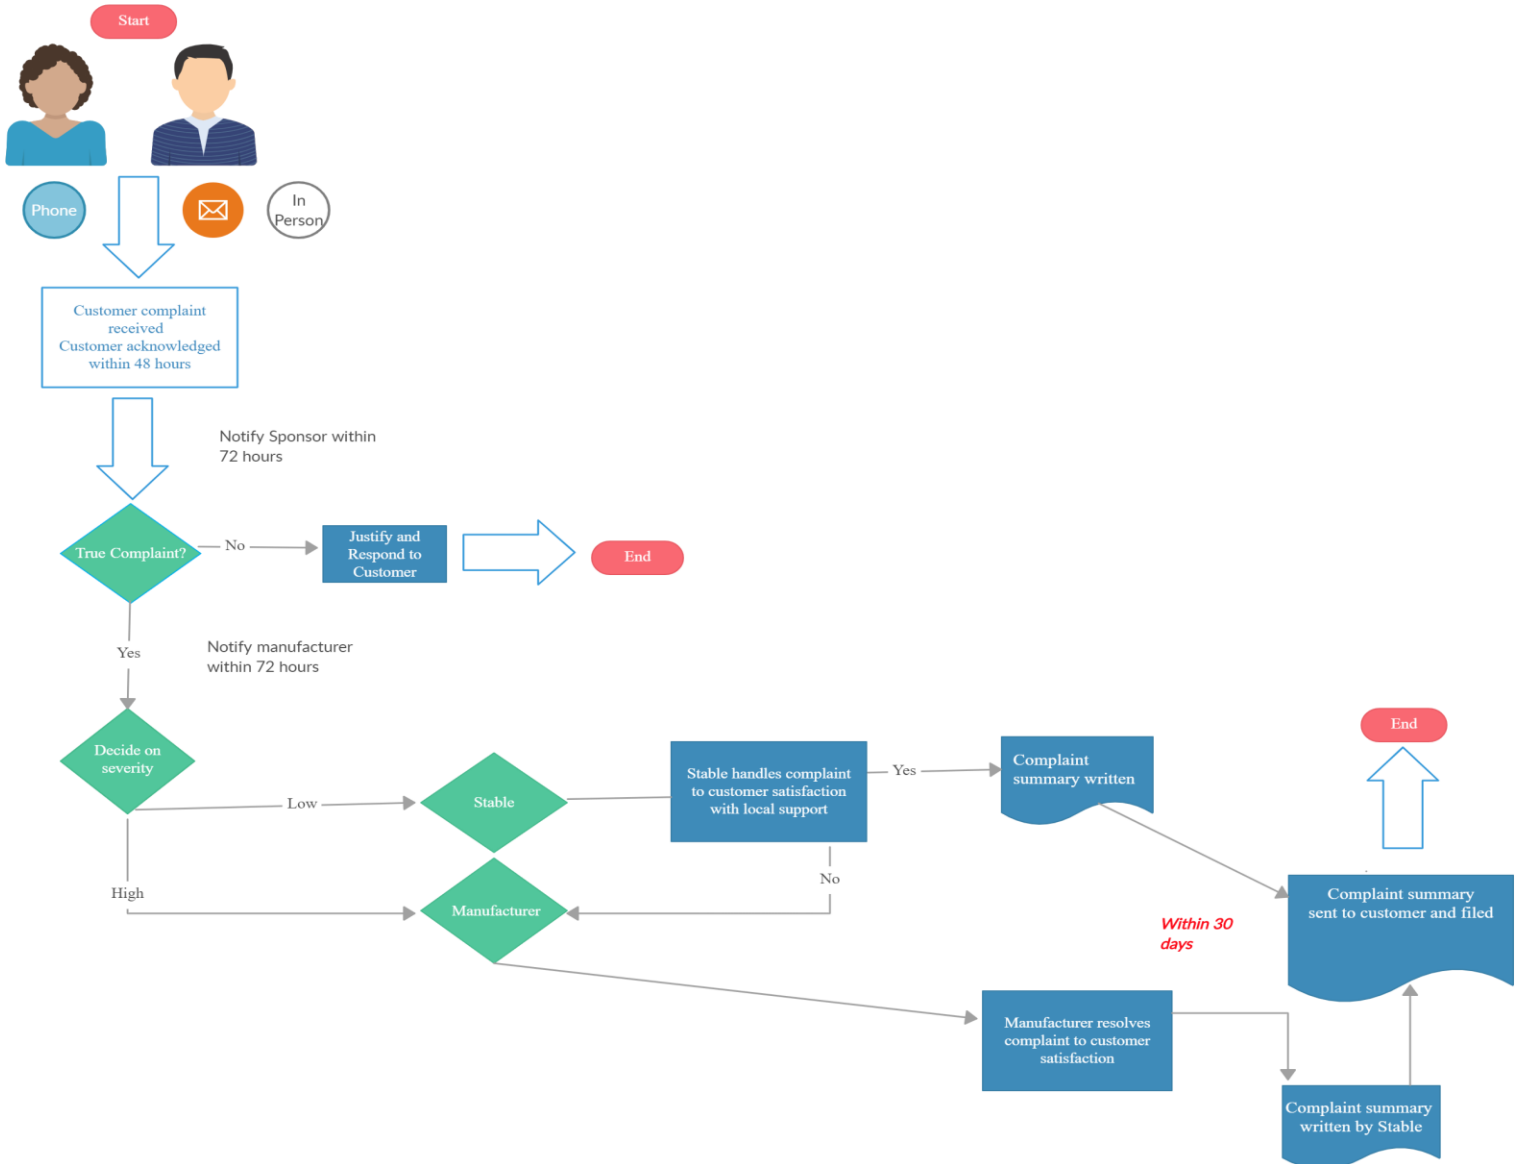 Start
Phone
In
Person
Customer complaint
received
Customer acknowledged
within 48 hours
Notify Sponsor within
72 hours
True Complaint?
No
Justify and
Respond to
Customer
End
Yes
Notify manufacturer
within 72 hours
Decide on
severity
Low
Stable
Stable handles complaint
to customer satisfaction
with local support
Yes
Complaint
summary written
End
High
Manufacturer
No
Within 30
days
Complaint summary
sent to customer and filed
Manufacturer resolves
complaint to customer
satisfaction
Complaint summary
written by Stable